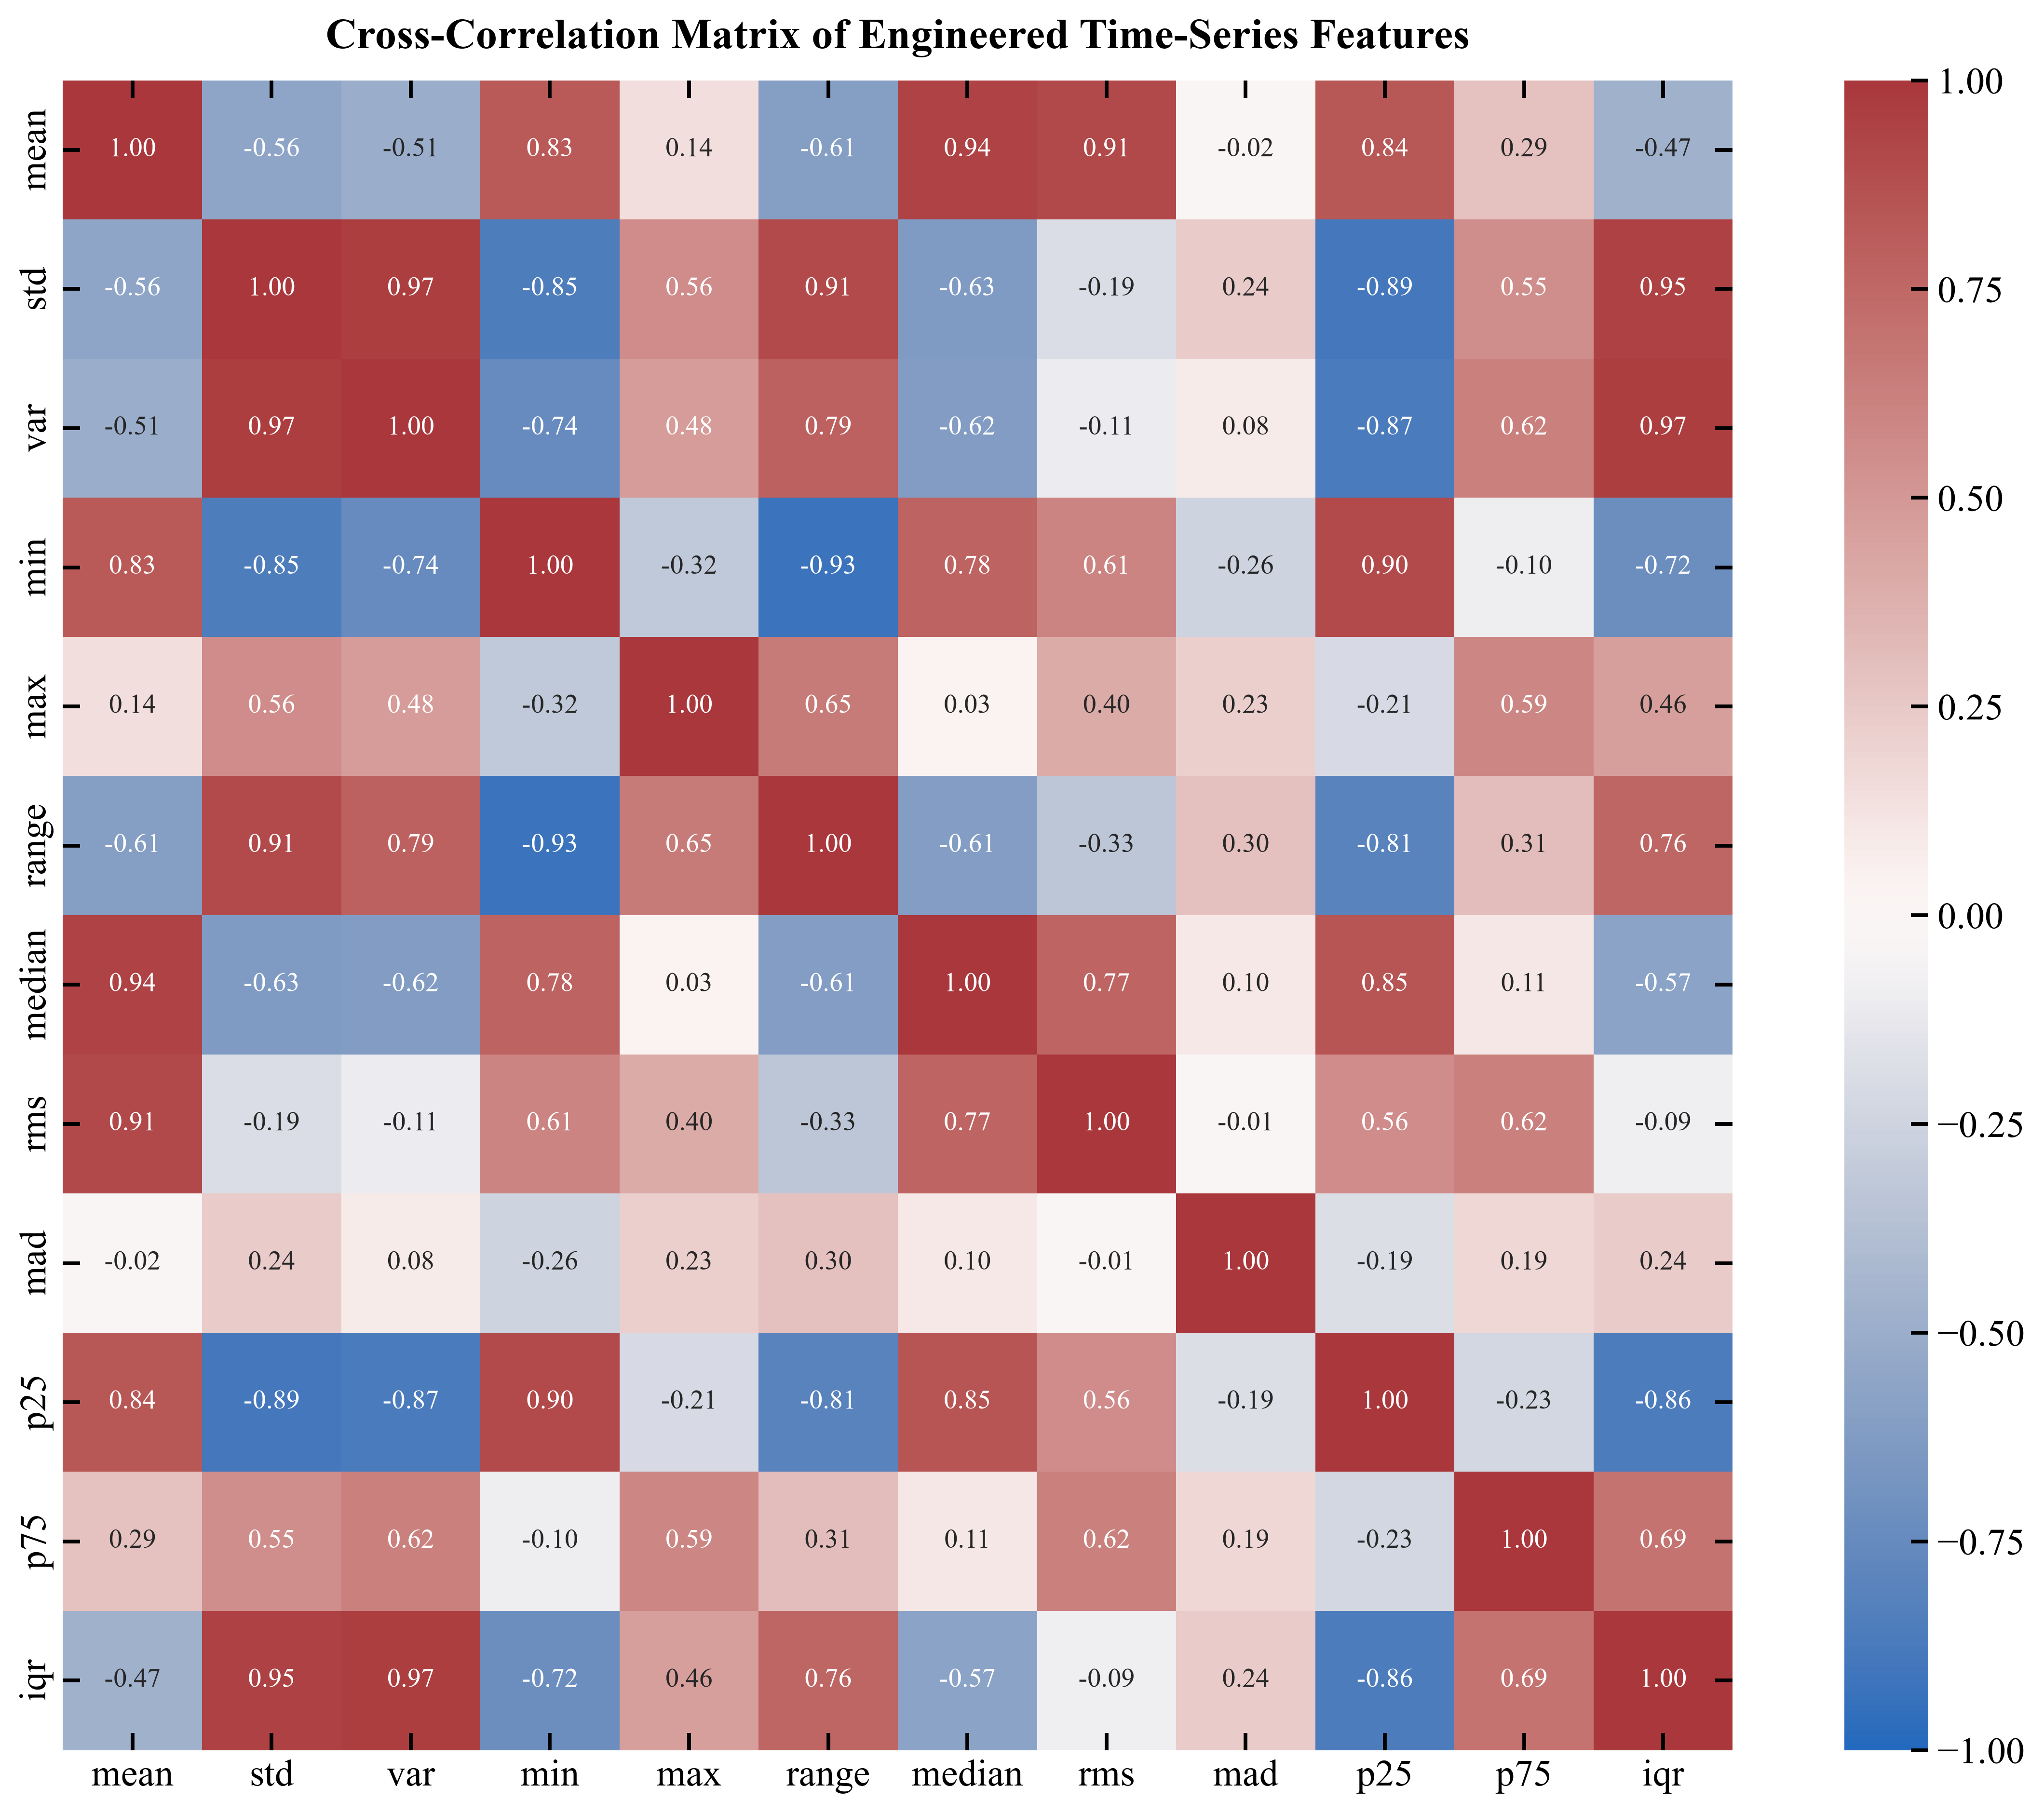 Cross-Correlation Matrix of Engineered Time-Series Features
mean 1.00 -0.56 -0.51 0.83 0.14 -0.61 0.94 0.91 -0.02 0.84 0.29 -0.47
std -0.56 1.00 0.97 -0.85 0.56 0.91 -0.63 -0.19 0.24 -0.89 0.55 0.95
var -0.51 0.97 1.00 -0.74 0.48 0.79 -0.62 -0.11 0.08 -0.87 0.62 0.97
min 0.83 -0.85 -0.74 1.00 -0.32 -0.93 0.78 0.61 -0.26 0.90 -0.10 -0.72
max 0.14 0.56 0.48 -0.32 1.00 0.65 0.03 0.40 0.23 -0.21 0.59 0.46
range -0.61 0.91 0.79 -0.93 0.65 1.00 -0.61 -0.33 0.30 -0.81 0.31 0.76
median 0.94 -0.63 -0.62 0.78 0.03 -0.61 1.00 0.77 0.10 0.85 0.11 -0.57
rms 0.91 -0.19 -0.11 0.61 0.40 -0.33 0.77 1.00 -0.01 0.56 0.62 -0.09
mad -0.02 0.24 0.08 -0.26 0.23 0.30 0.10 -0.01 1.00 -0.19 0.19 0.24
p25 0.84 -0.89 -0.87 0.90 -0.21 -0.81 0.85 0.56 -0.19 1.00 -0.23 -0.86
p75 0.29 0.55 0.62 -0.10 0.59 0.31 0.11 0.62 0.19 -0.23 1.00 0.69
iqr -0.47 0.95 0.97 -0.72 0.46 0.76 -0.57 -0.09 0.24 -0.86 0.69 1.00
mean std var min max range median rms mad p25 p75 iqr
1.00
0.75
0.50
0.25
0.00
−0.25
−0.50
−0.75
−1.00